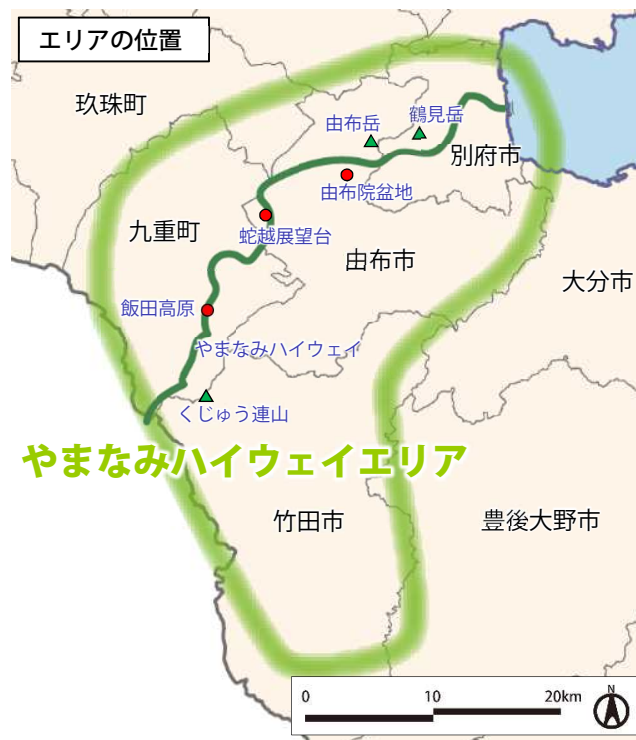 エリアの位置
玖珠町
鶴見岳
由布岳
別府市
由布院盆地
九重町
蛇越展望台
由布市
大分市
飯田高原
やまなみハイウェイ
くじゅう連山
やまなみハイウェイエリア
竹田市
豊後大野市
0 10 20km
N